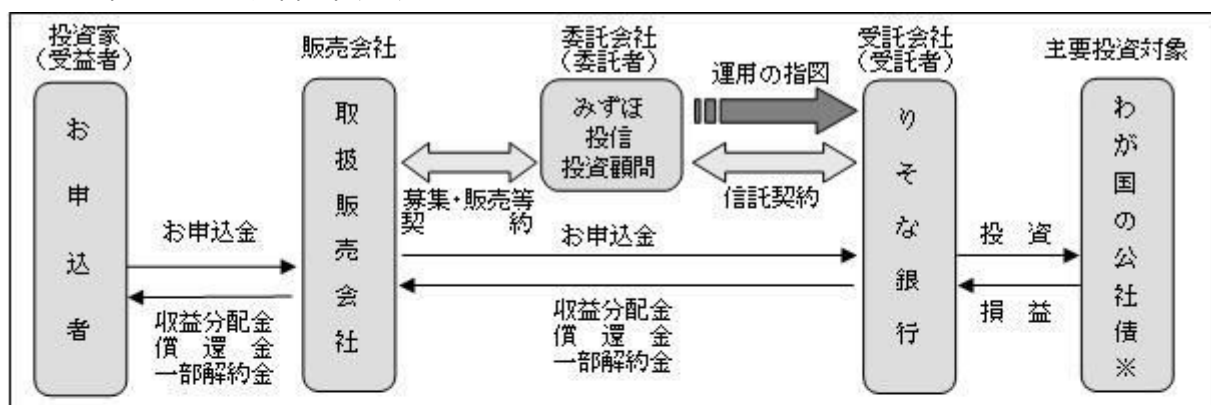 投資家
（受益者）
お申込者
お申込金
収益分配金
償還金
一部解約金
販売会社
取扱販売会社
募集・販売等
契約
委託会社
（委託者）
みずほ
投信
投資顧問
運用の指図
信託契約
お申込金
収益分配金
償還金
一部解約金
受託会社
（受託者）
りそな銀行
投資
損益
主要投資対象
わが国の公社債※